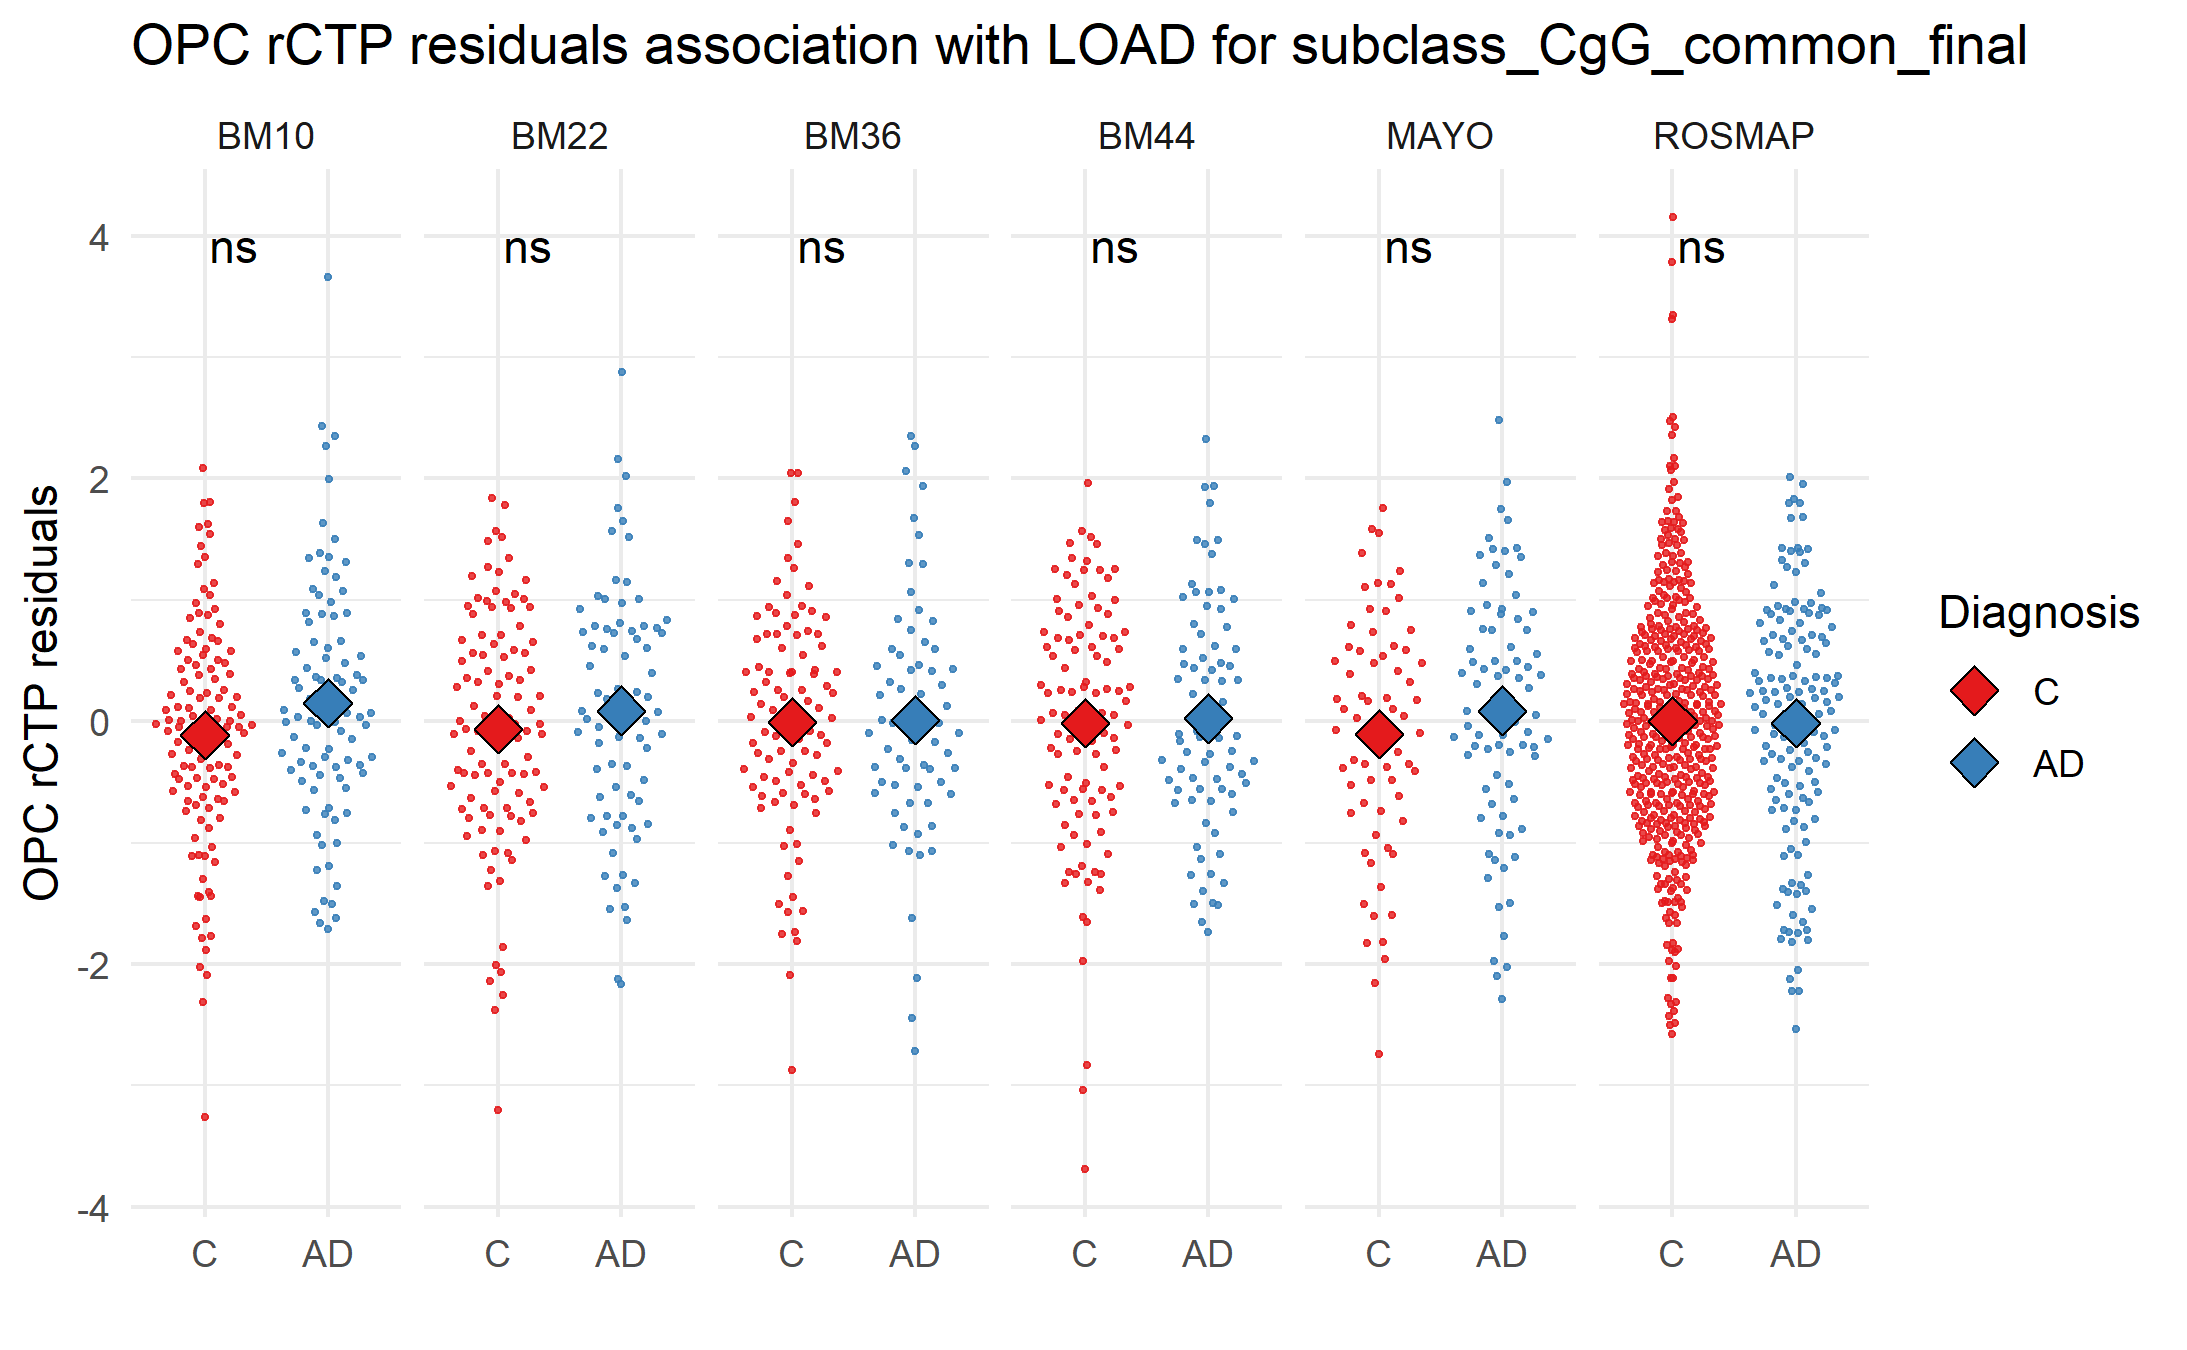 OPC rCTP residuals association with LOAD for subclass_CgG_common_final
BM10 BM22 BM36 BM44 MAYO ROSMAP
ns ns ns ns ns ns
4
2
0
-2
-4
OPC rCTP residuals
C AD C AD C AD C AD C AD C AD
Diagnosis
C
AD